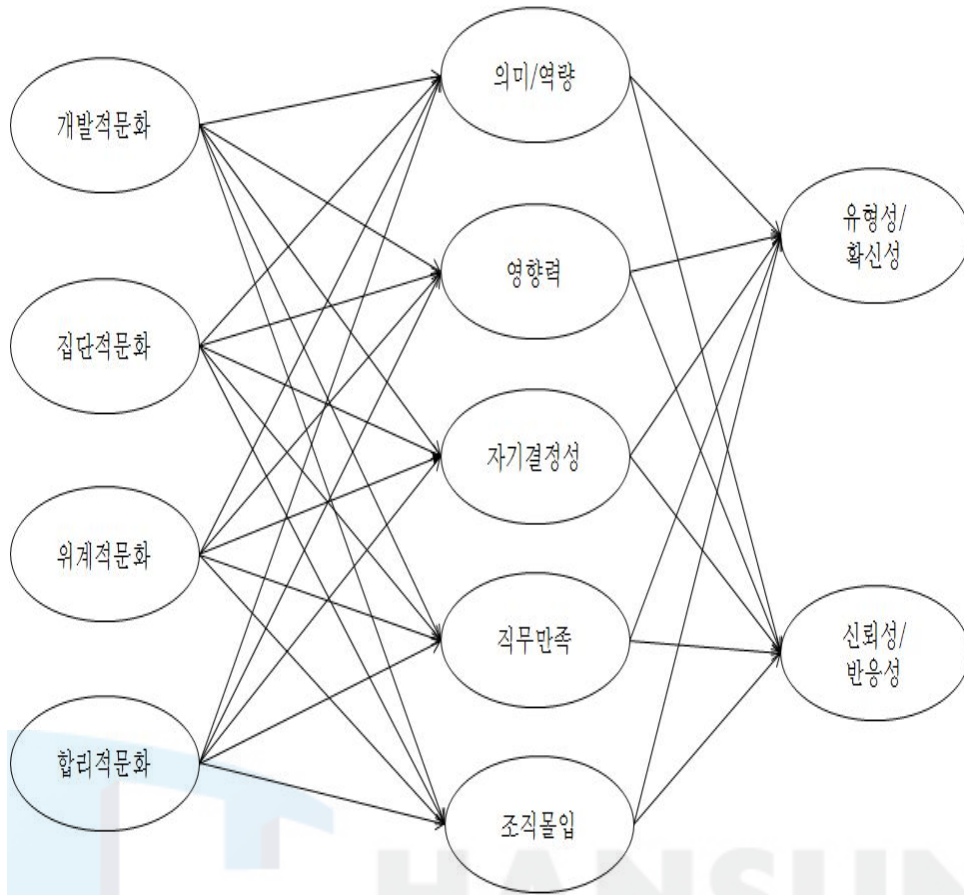 개발적문화
집단적문화
위계적문화
합리적문화
의미/역량
영향력
자기결정성
직무만족
조직몰입
유형성/
확신성
신뢰성/
반응성
HANSUN